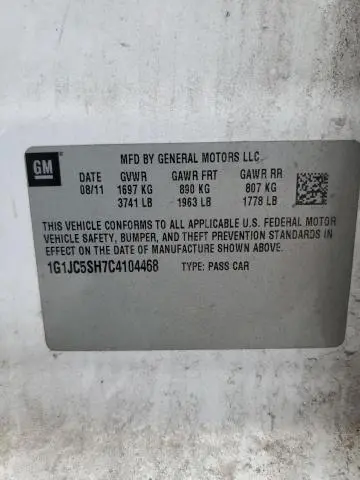 GM
MFD BY GENERAL MOTORS LLC
DATE GVWR GAWR FRT GAWR RR
08/11 1697 KG 890 KG 807 KG
3741 LB 1963 LB 1778 LB
THIS VEHICLE CONFORMS TO ALL APPLICABLE U.S. FEDERAL MOTOR
VEHICLE SAFETY, BUMPER, AND THEFT PREVENTION STANDARDS IN
EFFECT ON THE DATE OF MANUFACTURE SHOWN ABOVE.
1G1JC5SH7C4104468 TYPE: PASS CAR